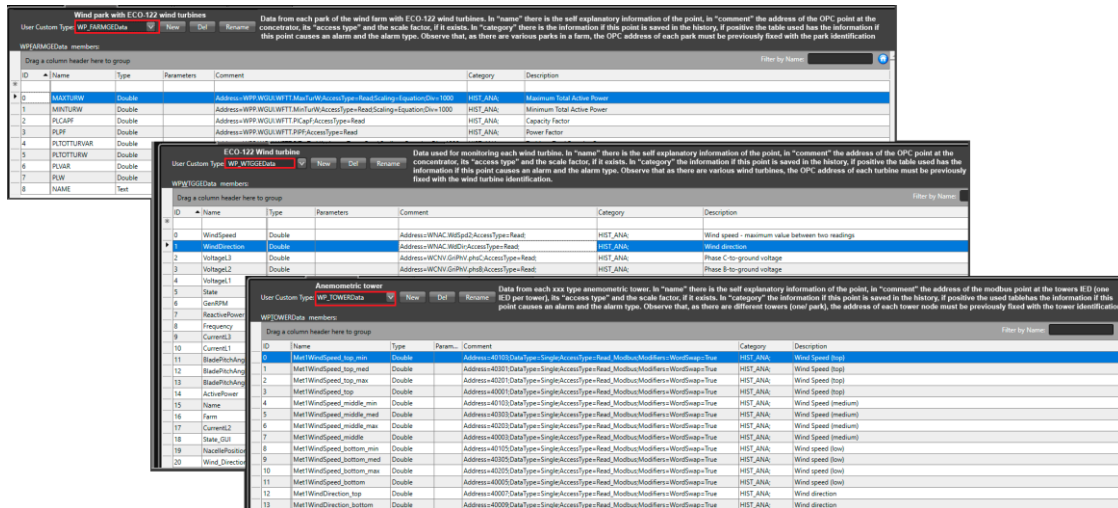 Wind park with ECO-122 wind turbines
User Custom Type: WP_FARMGEData New Del Rename
Data from each park of the wind farm with ECO-122 wind turbines. In "name" there is the self explanatory information of the point, in "comment" the address of the OPC point at the
concetrator, its "access type" and the scale factor, if it exists. In "category" there is the information if this point is saved in the history, if positive the table used has the information if
this point causes an alarm and the alarm type. Observe that, as there are various parks in a farm, the OPC address of each park must be previously fixed with the park identification
WPFARMGEData members:
Drag a column header here to group Filter by Name:
ID Name Type Parameters Comment Category Description
0 MAXTURW Double Address=WPP.WGUI.WFTT.MaxTurW;AccessType=Read;Scaling=Equation;Div=1000 HIST_ANA; Maximum Total Active Power
1 MINTURW Double Address=WPP.WGUI.WFTT.MinTurW;AccessType=Read;Scaling=Equation;Div=1000 HIST_ANA; Minimum Total Active Power
2 PLCAPF Double Address=WPP.WGUI.WFTT.PlCapF;AccessType=Read HIST_ANA; Capacity Factor
3 PLPF Double Address=WPP.WGUI.WFTT.PlPF;AccessType=Read HIST_ANA; Power Factor
4 PLTOTTURVAR Double
5 PLTOTTURW Double
6 PLVAR Double
7 PLW Double
8 NAME Text
ECO-122 Wind turbine
User Custom Type: WP_WTGGEData New Del Rename
Data used for monitoring each wind turbine. In "name" there is the self explanatory information of the point, in "comment" the address of the OPC point at the
concentrator, its "access type" and the scale factor, if it exists. In "category" the information if this point is saved in the history, if positive the table used has the
information if this point causes an alarm and the alarm type. Observe that as there are various wind turbines, the OPC address of each turbine must be previously
fixed with the wind turbine identification.
WPWTGGEData members:
Drag a column header here to group Filter by Name:
ID Name Type Parameters Comment Category Description
0 WindSpeed Double Address=WNAC.WdSpd2;AccessType=Read; HIST_ANA; Wind speed - maximum value between two readings
1 WindDirection Double Address=WNAC.WdDir;AccessType=Read; HIST_ANA; Wind direction
2 VoltageL3 Double Address=WCNV.GriPhV.phsC;AccessType=Read; HIST_ANA; Phase C-to-ground voltage
3 VoltageL2 Double Address=WCNV.GriPhV.phsB;AccessType=Read; HIST_ANA; Phase B-to-ground voltage
4 VoltageL1
5 State
6 GenRPM
7 ReactivePower
8 Frequency
9 CurrentL3
10 CurrentL1
11 BladePitchAng
12 BladePitchAng
13 BladePitchAng
14 ActivePower
15 Name
16 Farm
17 CurrentL2
18 State_GUI
19 NacellePosition
20 Wind_Direction
Anemometric tower
User Custom Type: WP_TOWERData New Del Rename
Data from each xxx type anemometric tower. In "name" there is the self explanatory information of the point, in "comment" the address of the modbus point at the towers IED (one
IED per tower), its "access type" and the scale factor, if it exists. In "category" the information if this point is saved in the history, if positive the used tablehas the information if this
point causes an alarm and the alarm type. Observe that, as there are different towers (one/ park), the address of each tower node must be previously fixed with the tower identification
WPTOWERData members:
Drag a column header here to group Filter by Name:
ID Name Type Param... Comment Category Description
0 Met1WindSpeed_top_min Double Address=40103;DataType=Single;AccessType=Read_Modbus;Modifiers=WordSwap=True HIST_ANA; Wind Speed (top)
1 Met1WindSpeed_top_med Double Address=40301;DataType=Single;AccessType=Read_Modbus;Modifiers=WordSwap=True HIST_ANA; Wind Speed (top)
2 Met1WindSpeed_top_max Double Address=40201;DataType=Single;AccessType=Read_Modbus;Modifiers=WordSwap=True HIST_ANA; Wind Speed (top)
3 Met1WindSpeed_top Double Address=40001;DataType=Single;AccessType=Read_Modbus;Modifiers=WordSwap=True HIST_ANA; Wind Speed (top)
4 Met1WindSpeed_middle_min Double Address=40103;DataType=Single;AccessType=Read_Modbus;Modifiers=WordSwap=True HIST_ANA; Wind Speed (medium)
5 Met1WindSpeed_middle_med Double Address=40303;DataType=Single;AccessType=Read_Modbus;Modifiers=WordSwap=True HIST_ANA; Wind Speed (medium)
6 Met1WindSpeed_middle_max Double Address=40203;DataType=Single;AccessType=Read_Modbus;Modifiers=WordSwap=True HIST_ANA; Wind Speed (medium)
7 Met1WindSpeed_middle Double Address=40003;DataType=Single;AccessType=Read_Modbus;Modifiers=WordSwap=True HIST_ANA; Wind Speed (medium)
8 Met1WindSpeed_bottom_min Double Address=40105;DataType=Single;AccessType=Read_Modbus;Modifiers=WordSwap=True HIST_ANA; Wind speed (low)
9 Met1WindSpeed_bottom_med Double Address=40305;DataType=Single;AccessType=Read_Modbus;Modifiers=WordSwap=True HIST_ANA; Wind speed (low)
10 Met1WindSpeed_bottom_max Double Address=40205;DataType=Single;AccessType=Read_Modbus;Modifiers=WordSwap=True HIST_ANA; Wind speed (low)
11 Met1WindSpeed_bottom Double Address=40005;DataType=Single;AccessType=Read_Modbus;Modifiers=WordSwap=True HIST_ANA; Wind speed (low)
12 Met1WindDirection_top Double Address=40007;DataType=Single;AccessType=Read_Modbus;Modifiers=WordSwap=True HIST_ANA; Wind direction
13 Met1WindDirection_bottom Double Address=40009;DataType=Single;AccessType=Read_Modbus;Modifiers=WordSwap=True HIST_ANA; Wind direction